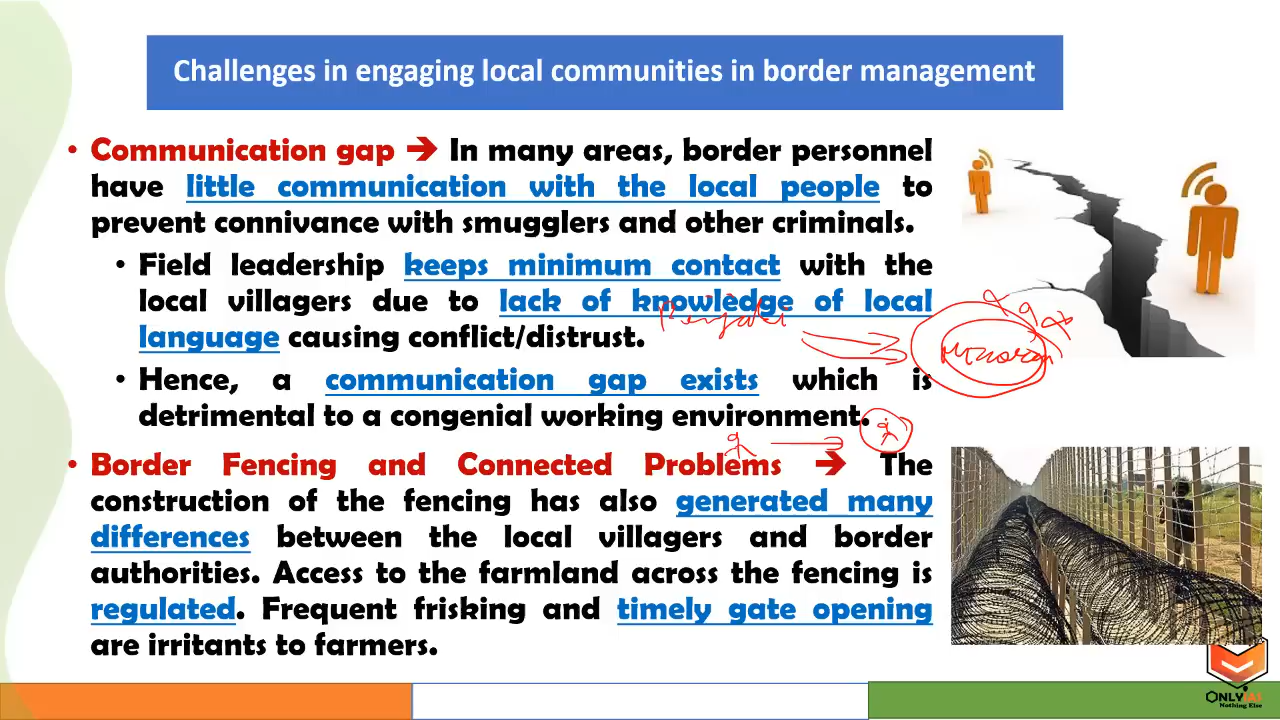 Challenges in engaging local communities in border management
• Communication gap ➔ In many areas, border personnel
have little communication with the local people to
prevent connivance with smugglers and other criminals.
• Field leadership keeps minimum contact with the
local villagers due to lack of knowledge of local
language causing conflict/distrust.
• Hence, a communication gap exists which is
detrimental to a congenial working environment.
• Border Fencing and Connected Problems ➔ The
construction of the fencing has also generated many
differences between the local villagers and border
authorities. Access to the farmland across the fencing is
regulated. Frequent frisking and timely gate opening
are irritants to farmers.
ONLYIAS
Nothing Else